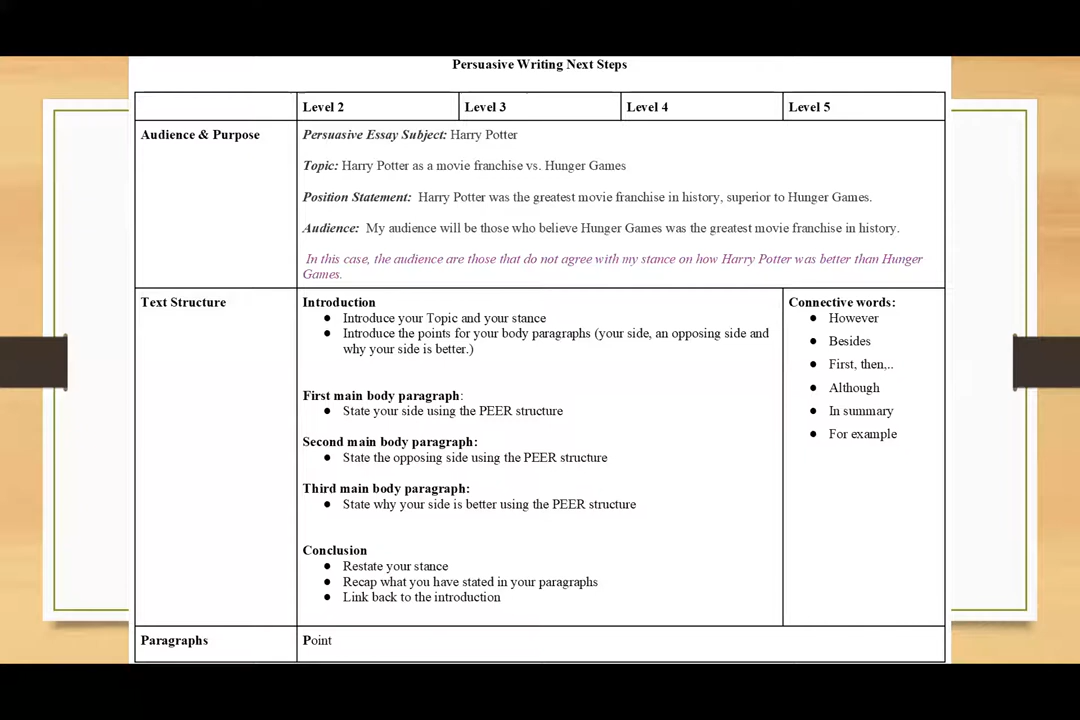 Persuasive Writing Next Steps
Level 2
Level 3
Level 4
Level 5
Audience & Purpose
Persuasive Essay Subject: Harry Potter
Topic: Harry Potter as a movie franchise vs. Hunger Games
Position Statement: Harry Potter was the greatest movie franchise in history, superior to Hunger Games.
Audience: My audience will be those who believe Hunger Games was the greatest movie franchise in history.
In this case, the audience are those that do not agree with my stance on how Harry Potter was better than Hunger
Games.
Text Structure
Introduction
● Introduce your Topic and your stance
● Introduce the points for your body paragraphs (your side, an opposing side and
why your side is better.)
First main body paragraph:
● State your side using the PEER structure
Second main body paragraph:
● State the opposing side using the PEER structure
Third main body paragraph:
● State why your side is better using the PEER structure
Conclusion
● Restate your stance
● Recap what you have stated in your paragraphs
● Link back to the introduction
Connective words:
● However
● Besides
● First, then,..
● Although
● In summary
● For example
Paragraphs
Point